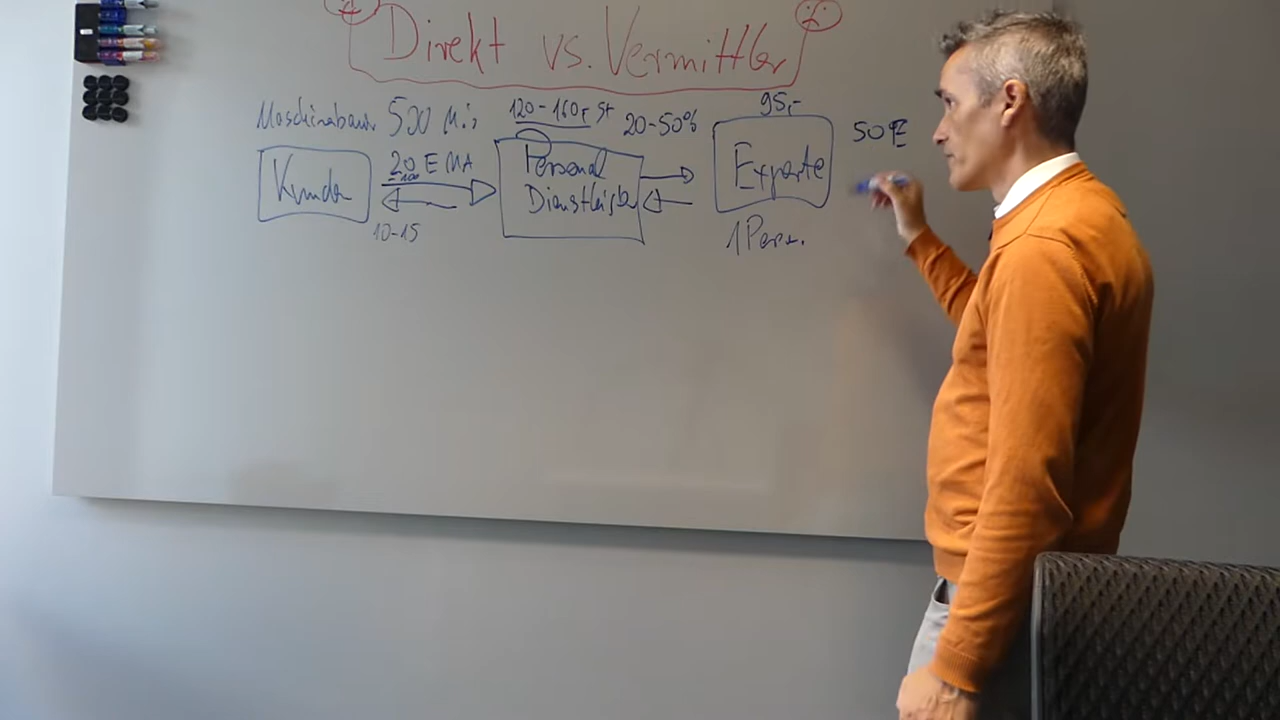 Direkt vs. Vermittler
Maschinenbau 500 Mio
120-160,- St
20-50%
95,-
50
Kunde
20 E MA
100
Personal
Dienstleister
Experte
10-15
1 Pers.